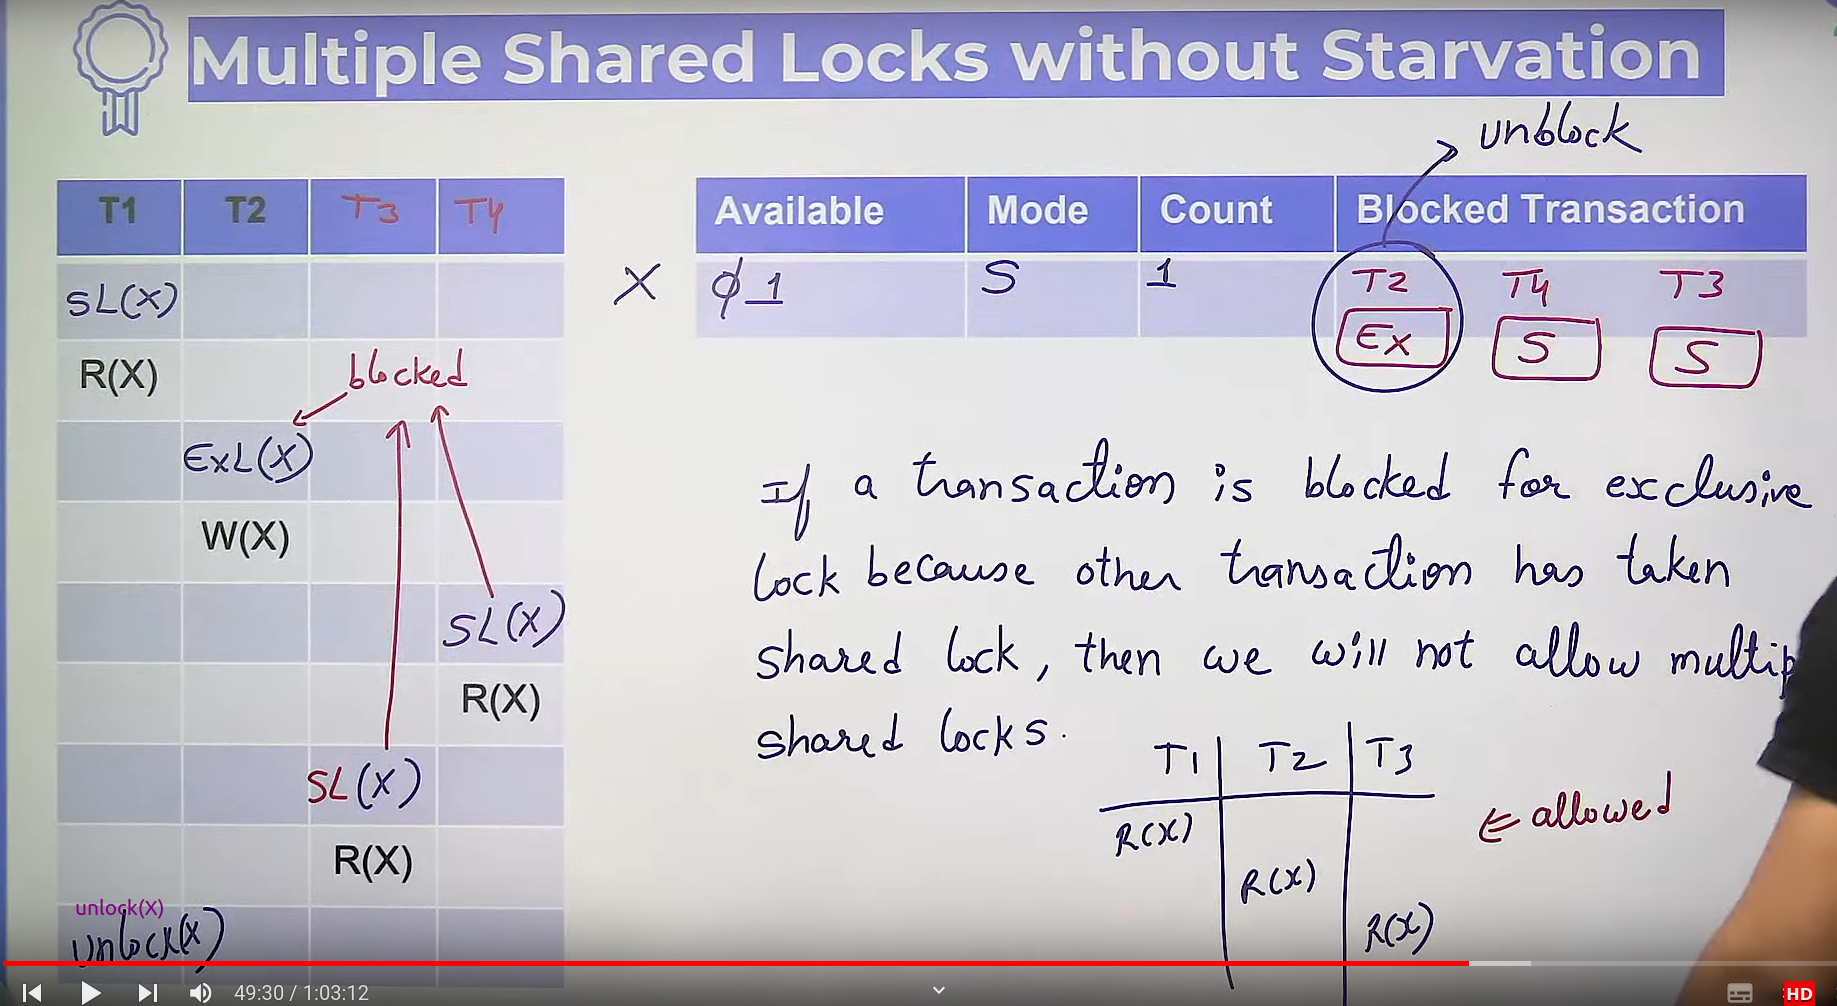 Multiple Shared Locks without Starvation
unblock
T1 T2 T3 T4
Available Mode Count Blocked Transaction
SL(X)
X 0 1 S 1 T2 T4 T3
Ex S S
R(X)
blocked
ExL(X)
W(X)
SL(X)
R(X)
SL(X)
R(X)
unlock(X)
unlock(X)
If a transaction is blocked for exclusive
lock because other transaction has taken
shared lock, then we will not allow
shared locks.
T1 T2 T3
R(X)
R(X)
R(X)
⇐ allowed
49:30 / 1:03:12
HD